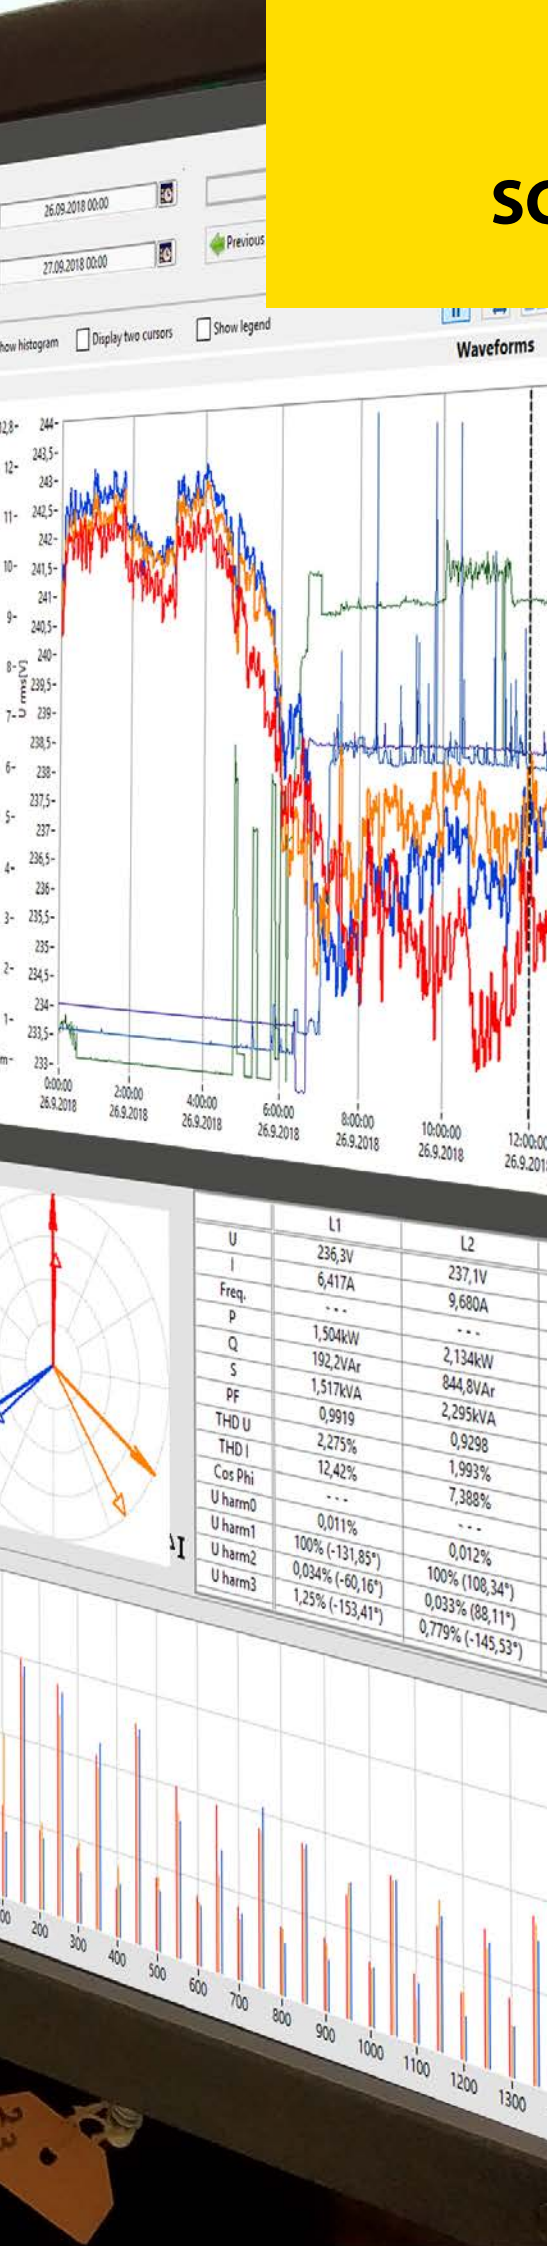 SO
26.09.2018 00:00
27.09.2018 00:00
Previous
how histogram
Display two cursors
Show legend
Waveforms
12,8-
12-
11-
10-
9-
8-
7-
6-
5-
4-
3-
2-
1-
m-
U rms[V]
244-
243,5-
243-
242,5-
242-
241,5-
241-
240,5-
240-
239,5-
239-
238,5-
238-
237,5-
237-
236,5-
236-
235,5-
235-
234,5-
234-
233,5-
233-
0:00:00 2:00:00 4:00:00 6:00:00 8:00:00 10:00:00 12:00:00
26.9.2018 26.9.2018 26.9.2018 26.9.2018 26.9.2018 26.9.2018 26.9.201
L1 L2
U 236,3V 237,1V
I 6,417A 9,680A
Freq. - - - - - -
P 1,504kW 2,134kW
Q 192,2VAr 844,8VAr
S 1,517kVA 2,295kVA
PF 0,9919 0,9298
THD U 2,275% 1,993%
THD I 12,42% 7,388%
Cos Phi - - - - - -
U harm0 0,011% 0,012%
U harm1 100% (-131,85°) 100% (108,34°)
U harm2 0,034% (-60,16°) 0,033% (88,11°)
U harm3 1,25% (-153,41°) 0,779% (-145,53°)
I
00 200 300 400 500 600 700 800 900 1000 1100 1200 1300